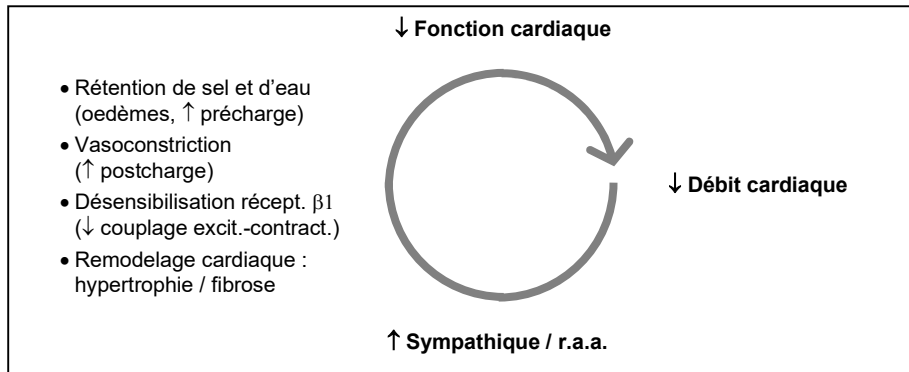 ↓ Fonction cardiaque
• Rétention de sel et d’eau
(oedèmes, ↑ précharge)
• Vasoconstriction
(↑ postcharge)
• Désensibilisation récept. β1
(↓ couplage excit.-contract.)
• Remodelage cardiaque :
hypertrophie / fibrose
↓ Débit cardiaque
↑ Sympathique / r.a.a.